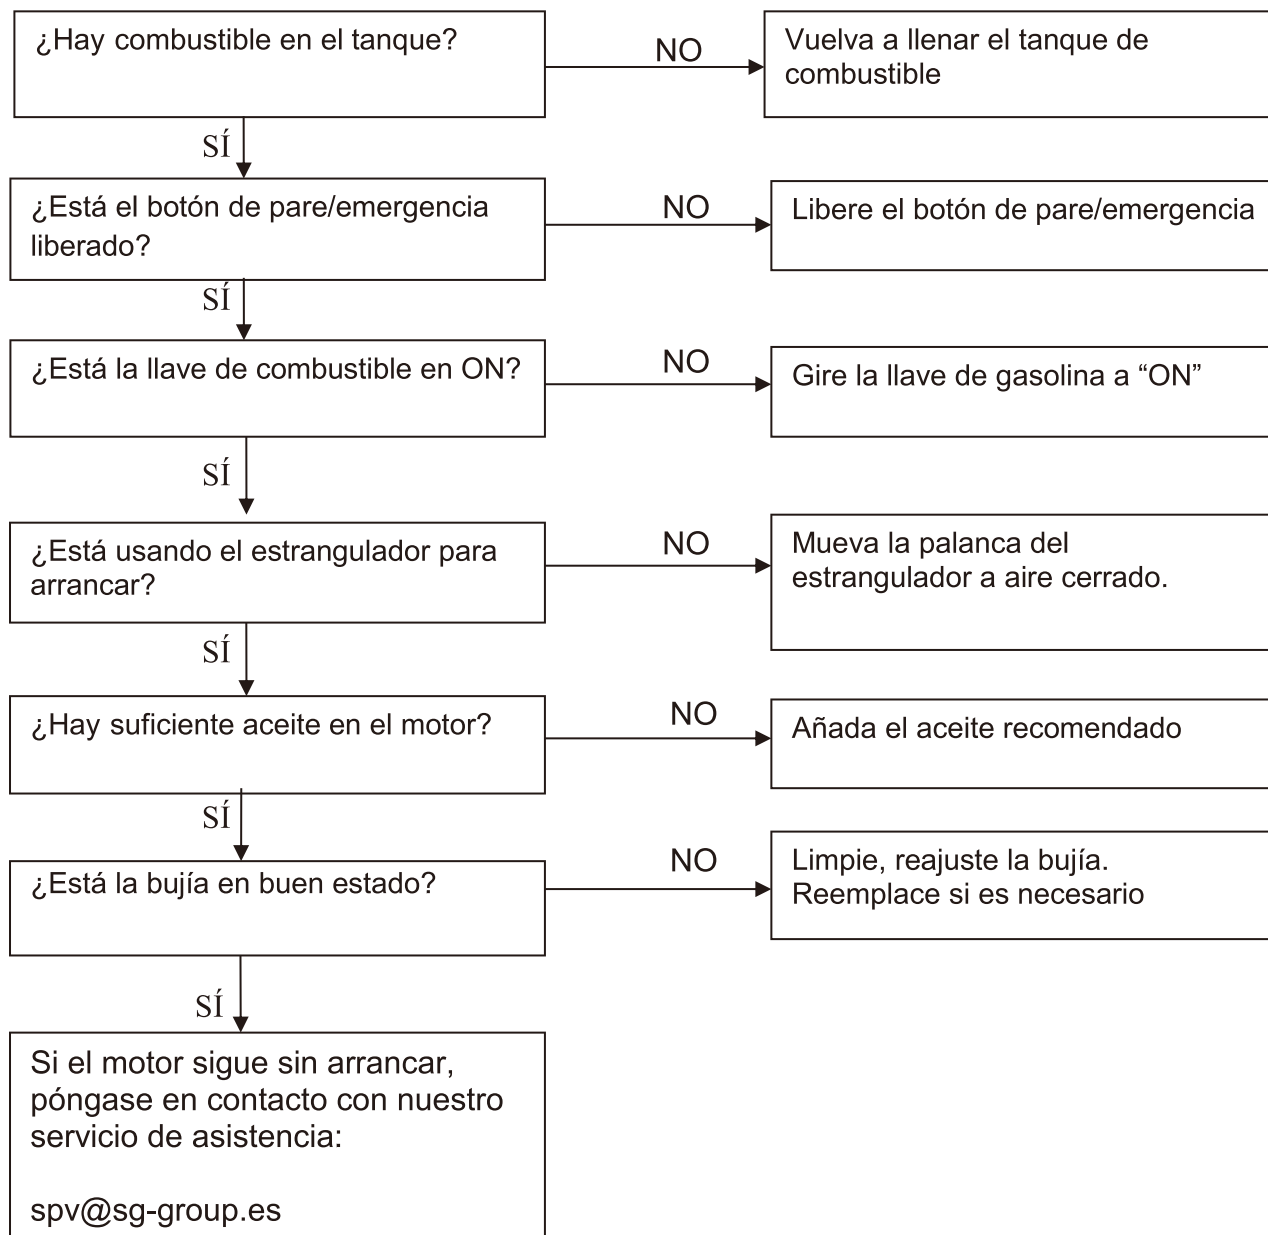 ¿Hay combustible en el tanque?
NO
Vuelva a llenar el tanque de
combustible
SÍ
¿Está el botón de pare/emergencia
liberado?
NO
Libere el botón de pare/emergencia
SÍ
¿Está la llave de combustible en ON?
NO
Gire la llave de gasolina a “ON”
SÍ
¿Está usando el estrangulador para
arrancar?
NO
Mueva la palanca del
estrangulador a aire cerrado.
SÍ
¿Hay suficiente aceite en el motor?
NO
Añada el aceite recomendado
SÍ
¿Está la bujía en buen estado?
NO
Limpie, reajuste la bujía.
Reemplace si es necesario
SÍ
Si el motor sigue sin arrancar,
póngase en contacto con nuestro
servicio de asistencia:
spv@sg-group.es